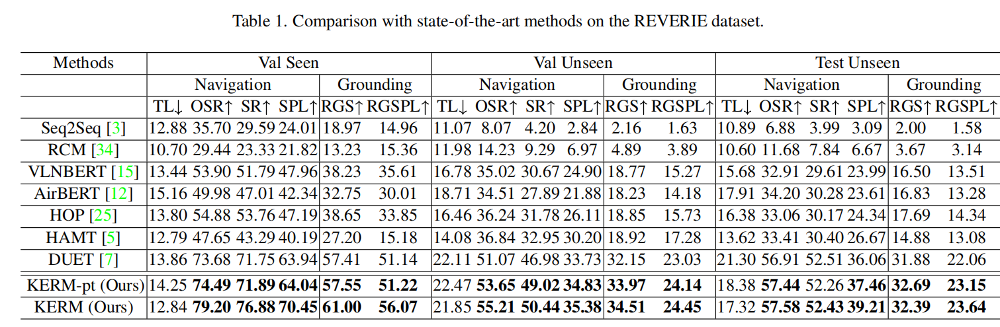 Table 1. Comparison with state-of-the-art methods on the REVERIE dataset.
Methods Val Seen Val Unseen Test Unseen
Navigation Grounding Navigation Grounding Navigation Grounding
TL↓ OSR↑ SR↑ SPL↑ RGS↑ RGSPL↑ TL↓ OSR↑ SR↑ SPL↑ RGS↑ RGSPL↑ TL↓ OSR↑ SR↑ SPL↑ RGS↑ RGSPL↑
Seq2Seq [3] 12.88 35.70 29.59 24.01 18.97 14.96 11.07 8.07 4.20 2.84 2.16 1.63 10.89 6.88 3.99 3.09 2.00 1.58
RCM [34] 10.70 29.44 23.33 21.82 13.23 15.36 11.98 14.23 9.29 6.97 4.89 3.89 10.60 11.68 7.84 6.67 3.67 3.14
VLNBERT [15] 13.44 53.90 51.79 47.96 38.23 35.61 16.78 35.02 30.67 24.90 18.77 15.27 15.68 32.91 29.61 23.99 16.50 13.51
AirBERT [12] 15.16 49.98 47.01 42.34 32.75 30.01 18.71 34.51 27.89 21.88 18.23 14.18 17.91 34.20 30.28 23.61 16.83 13.28
HOP [25] 13.80 54.88 53.76 47.19 38.65 33.85 16.46 36.24 31.78 26.11 18.85 15.73 16.38 33.06 30.17 24.34 17.69 14.34
HAMT [5] 12.79 47.65 43.29 40.19 27.20 15.18 14.08 36.84 32.95 30.20 18.92 17.28 13.62 33.41 30.40 26.67 14.88 13.08
DUET [7] 13.86 73.68 71.75 63.94 57.41 51.14 22.11 51.07 46.98 33.73 32.15 23.03 21.30 56.91 52.51 36.06 31.88 22.06
KERM-pt (Ours) 14.25 74.49 71.89 64.04 57.55 51.22 22.47 53.65 49.02 34.83 33.97 24.14 18.38 57.44 52.26 37.46 32.69 23.15
KERM (Ours) 12.84 79.20 76.88 70.45 61.00 56.07 21.85 55.21 50.44 35.38 34.51 24.45 17.32 57.58 52.43 39.21 32.39 23.64